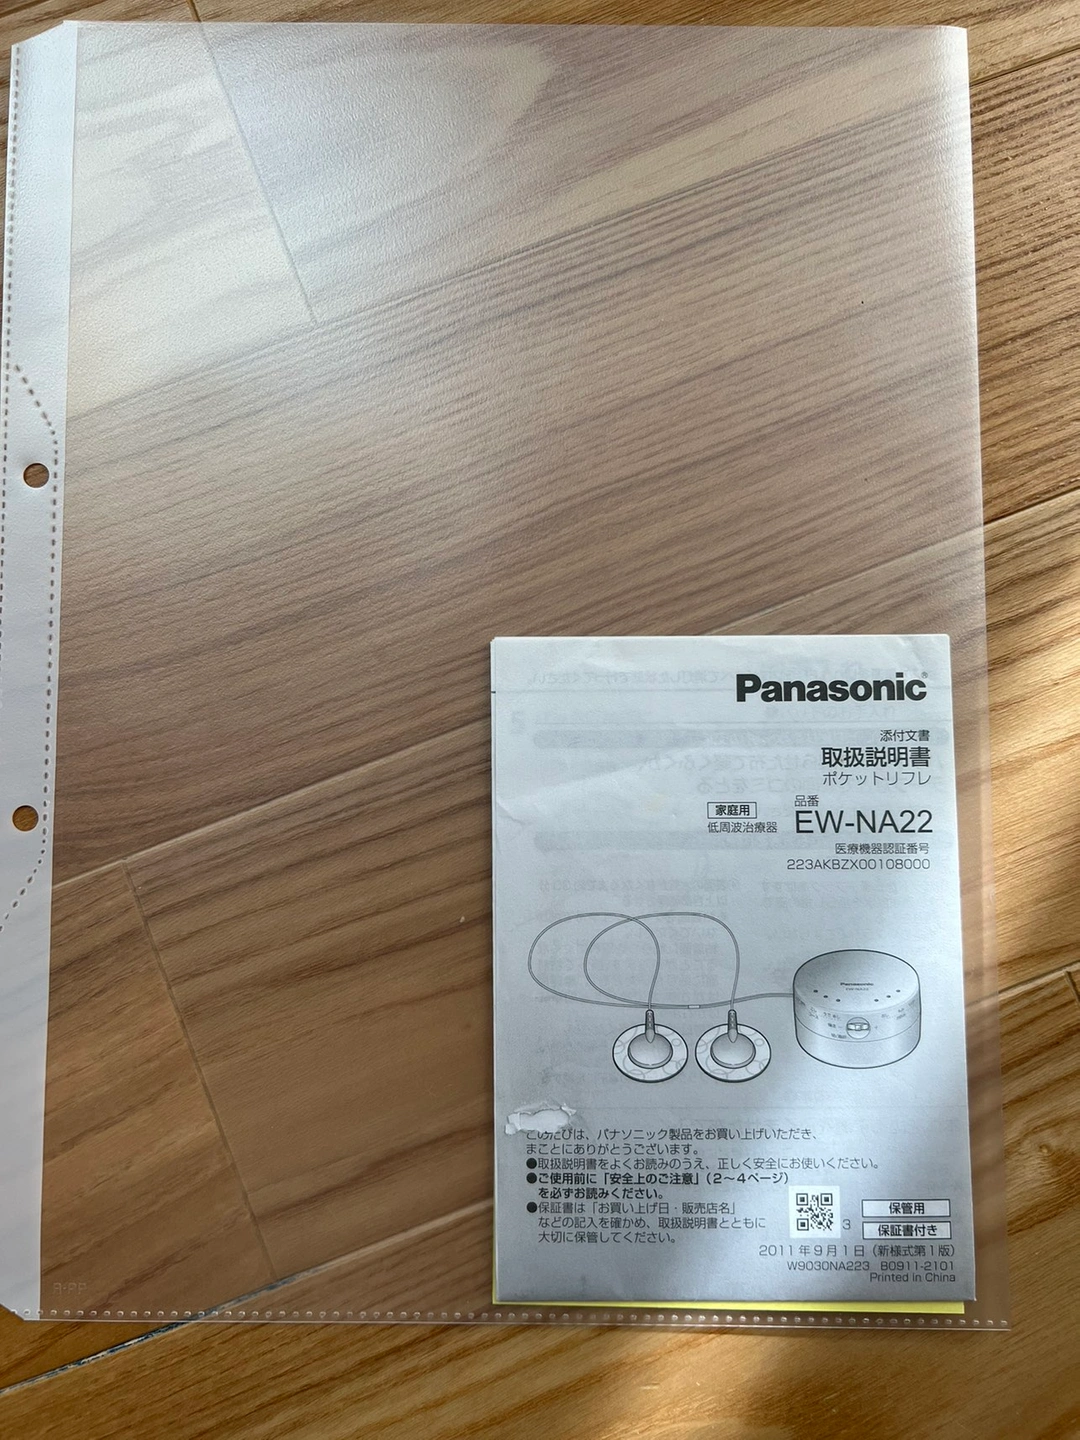 Panasonic®
添付文書
取扱説明書
ポケットリフレ
家庭用
低周波治療器
品番
EW-NA22
医療機器認証番号
223AKBZX00108000
Panasonic
EW-NA22
このたびは、パナソニック製品をお買い上げいただき、
まことにありがとうございます。
●取扱説明書をよくお読みのうえ、正しく安全にお使いください。
●ご使用前に「安全上のご注意」(2〜4ページ)
を必ずお読みください。
●保証書は「お買い上げ日・販売店名」
などの記入を確かめ、取扱説明書とともに
大切に保管してください。
3
保管用
保証書付き
2011年9月1日(新様式第1版)
W9030NA223 B0911-2101
Printed in China